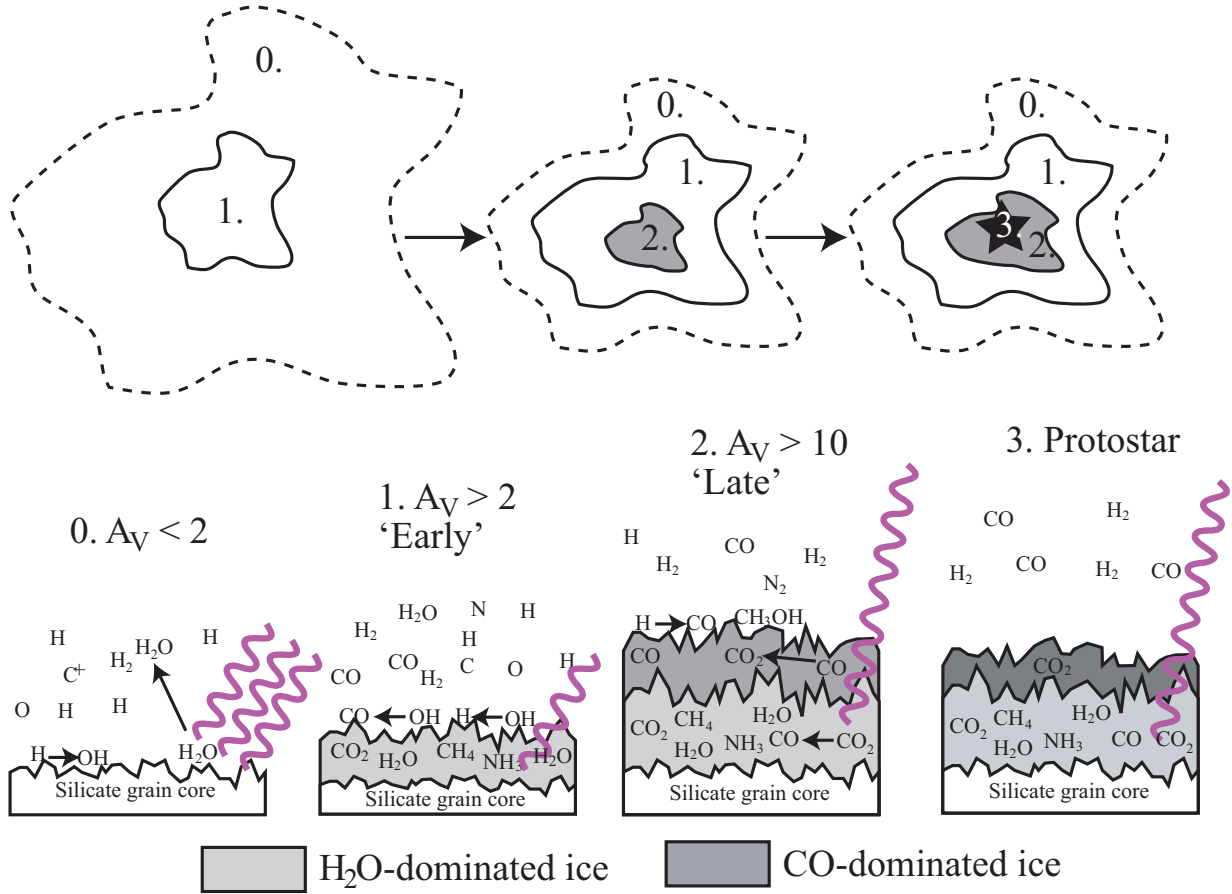 0.
1.
0.
1.
2.
0.
1.
3.
2.
0. A_V < 2
1. A_V > 2
'Early'
2. A_V > 10
'Late'
3. Protostar
H
H₂O
H
C⁺
H₂
O
H
H
H
OH
H₂O
Silicate grain core
H₂O
N
H
H₂
H
CO
CO
H₂
C
O
H
CO
OH
H
OH
CO₂
H₂O
CH₄
NH₃
H₂O
Silicate grain core
H
H₂
CO
H₂
N₂
H
CO
CH₃OH
CO
CO₂
CO
CO₂
CH₄
H₂O
H₂O
NH₃
CO
CO₂
Silicate grain core
CO
H₂
H₂
CO
H₂
CO
CO₂
CO₂
CH₄
H₂O
H₂O
NH₃
CO
CO₂
Silicate grain core
H₂O-dominated ice
CO-dominated ice